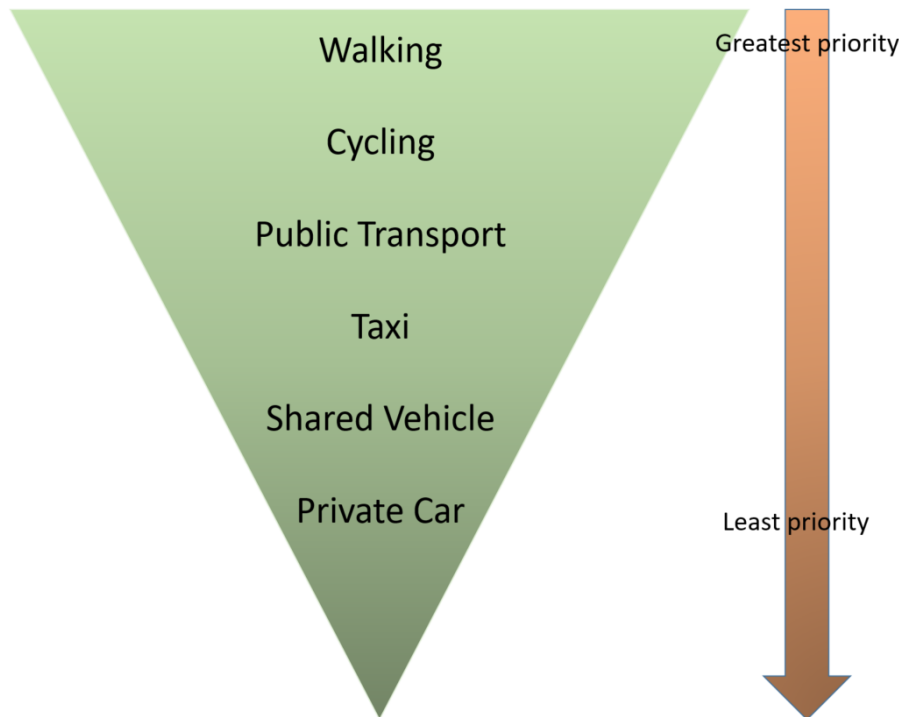 Walking
Greatest priority
Cycling
Public Transport
Taxi
Shared Vehicle
Private Car
Least priority